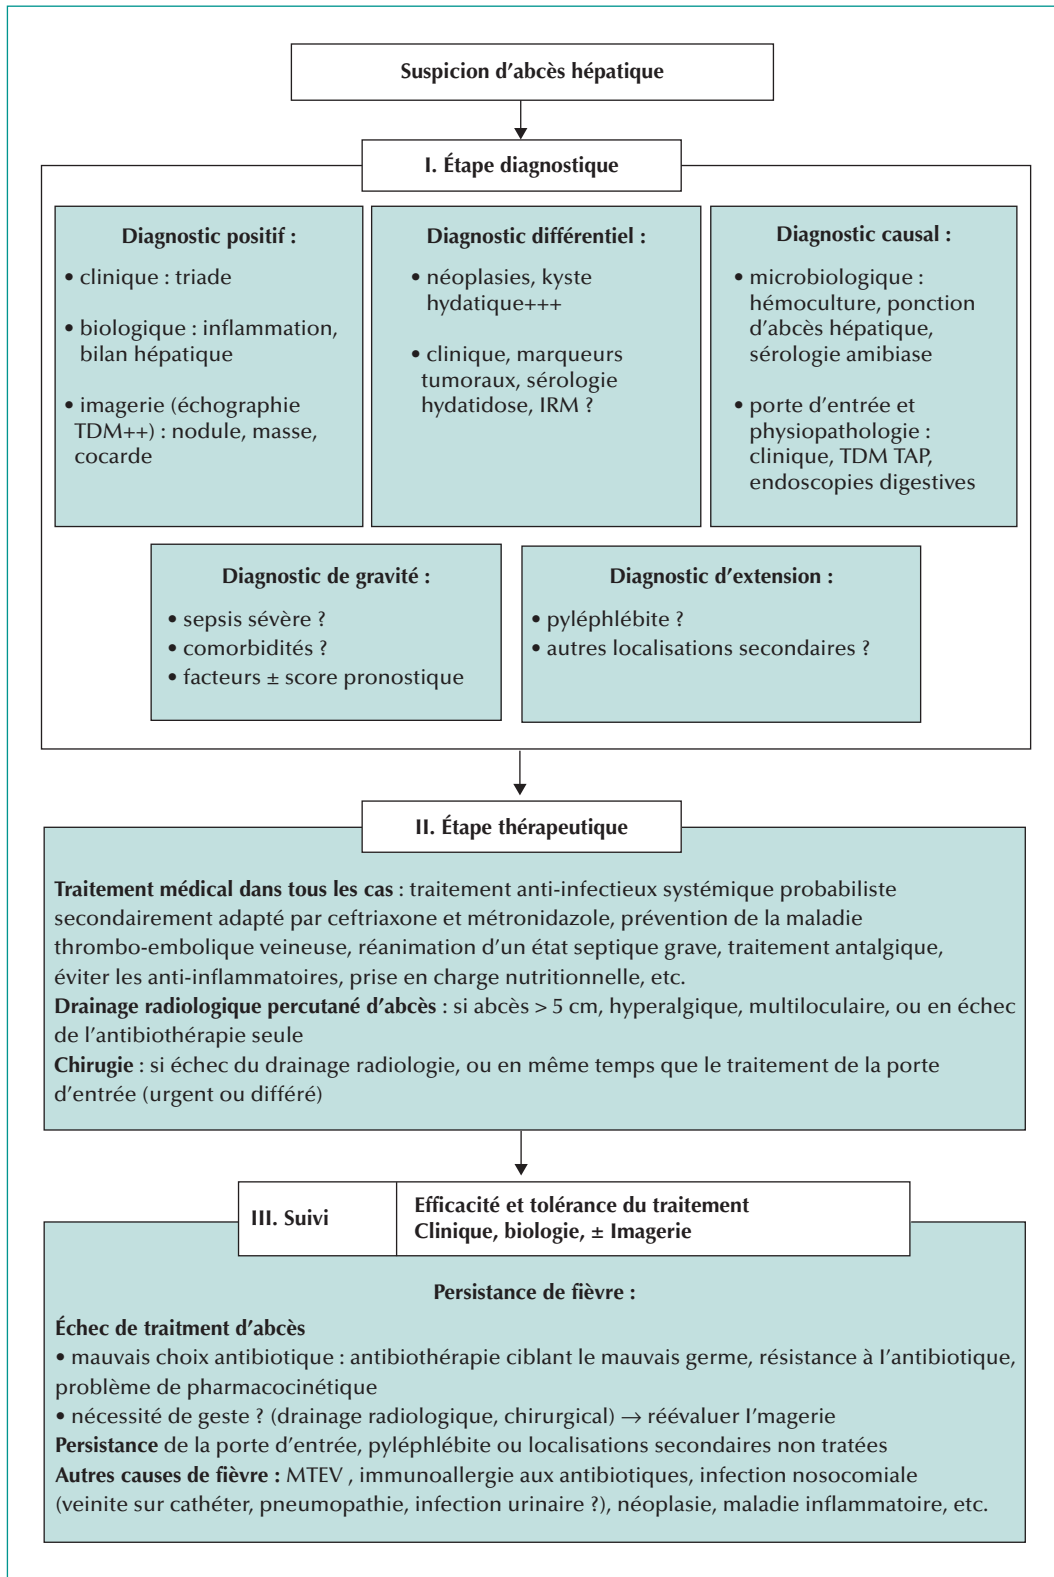 Suspicion d'abcès hépatique
I. Étape diagnostique
Diagnostic positif :
• clinique : triade
• biologique : inflammation,
bilan hépatique
• imagerie (échographie
TDM++) : nodule, masse,
cocarde
Diagnostic différentiel :
• néoplasies, kyste
hydatique+++
• clinique, marqueurs
tumoraux, sérologie
hydatidose, IRM ?
Diagnostic causal :
• microbiologique :
hémoculture, ponction
d'abcès hépatique,
sérologie amibiase
• porte d'entrée et
physiopathologie :
clinique, TDM TAP,
endoscopies digestives
Diagnostic de gravité :
• sepsis sévère ?
• comorbidités ?
• facteurs ± score pronostique
Diagnostic d'extension :
• pyléphlébite ?
• autres localisations secondaires ?
II. Étape thérapeutique
Traitement médical dans tous les cas : traitement anti-infectieux systémique probabiliste
secondairement adapté par ceftriaxone et métronidazole, prévention de la maladie
thrombo-embolique veineuse, réanimation d'un état septique grave, traitement antalgique,
éviter les anti-inflammatoires, prise en charge nutritionnelle, etc.
Drainage radiologique percutané d'abcès : si abcès > 5 cm, hyperalgique, multiloculaire, ou en échec
de l'antibiothérapie seule
Chirugie : si échec du drainage radiologie, ou en même temps que le traitement de la porte
d'entrée (urgent ou différé)
III. Suivi
Efficacité et tolérance du traitement
Clinique, biologie, ± Imagerie
Persistance de fièvre :
Échec de traitment d'abcès
• mauvais choix antibiotique : antibiothérapie ciblant le mauvais germe, résistance à l'antibiotique,
problème de pharmacocinétique
• nécessité de geste ? (drainage radiologique, chirurgical) → réévaluer l'magerie
Persistance de la porte d'entrée, pyléphlébite ou localisations secondaires non traitées
Autres causes de fièvre : MTEV , immunoallergie aux antibiotiques, infection nosocomiale
(veinite sur cathéter, pneumopathie, infection urinaire ?), néoplasie, maladie inflammatoire, etc.